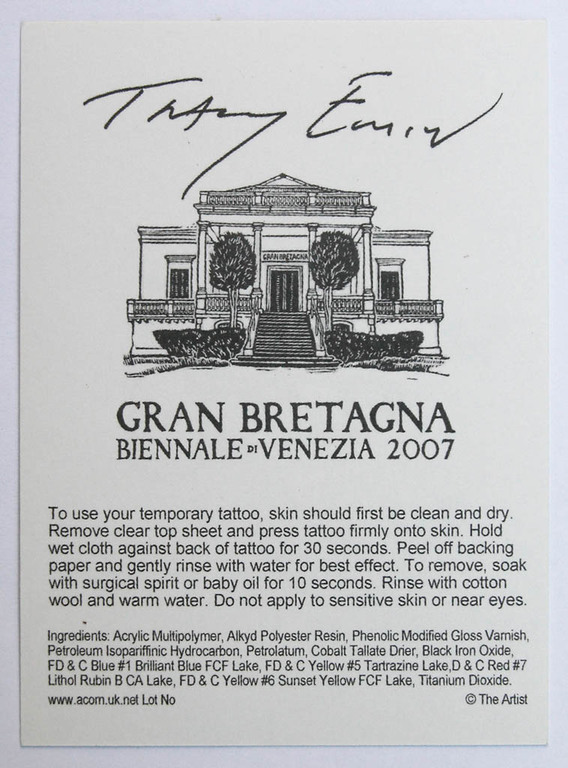 Tracey Emin
GRAN BRETAGNA
GRAN BRETAGNA
BIENNALE DI VENEZIA 2007
To use your temporary tattoo, skin should first be clean and dry.
Remove clear top sheet and press tattoo firmly onto skin. Hold
wet cloth against back of tattoo for 30 seconds. Peel off backing
paper and gently rinse with water for best effect. To remove, soak
with surgical spirit or baby oil for 10 seconds. Rinse with cotton
wool and warm water. Do not apply to sensitive skin or near eyes.
Ingredients: Acrylic Multipolymer, Alkyd Polyester Resin, Phenolic Modified Gloss Varnish,
Petroleum Isopariffinic Hydrocarbon, Petrolatum, Cobalt Tallate Drier, Black Iron Oxide,
FD & C Blue #1 Brilliant Blue FCF Lake, FD & C Yellow #5 Tartrazine Lake,D & C Red #7
Lithol Rubin B CA Lake, FD & C Yellow #6 Sunset Yellow FCF Lake, Titanium Dioxide.
www.acorn.uk.net Lot No © The Artist